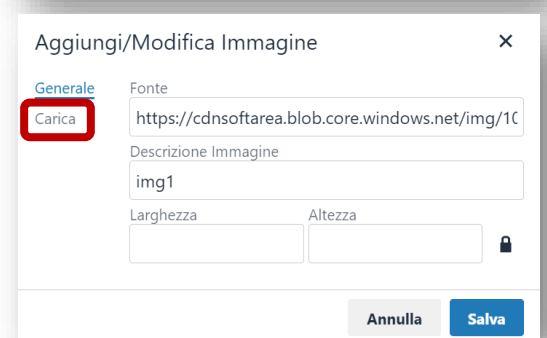 Aggiungi/Modifica Immagine
Generale
Fonte
Carica
https://cdnsoftarea.blob.core.windows.net/img/10
Descrizione Immagine
img1
Larghezza Altezza
Annulla Salva